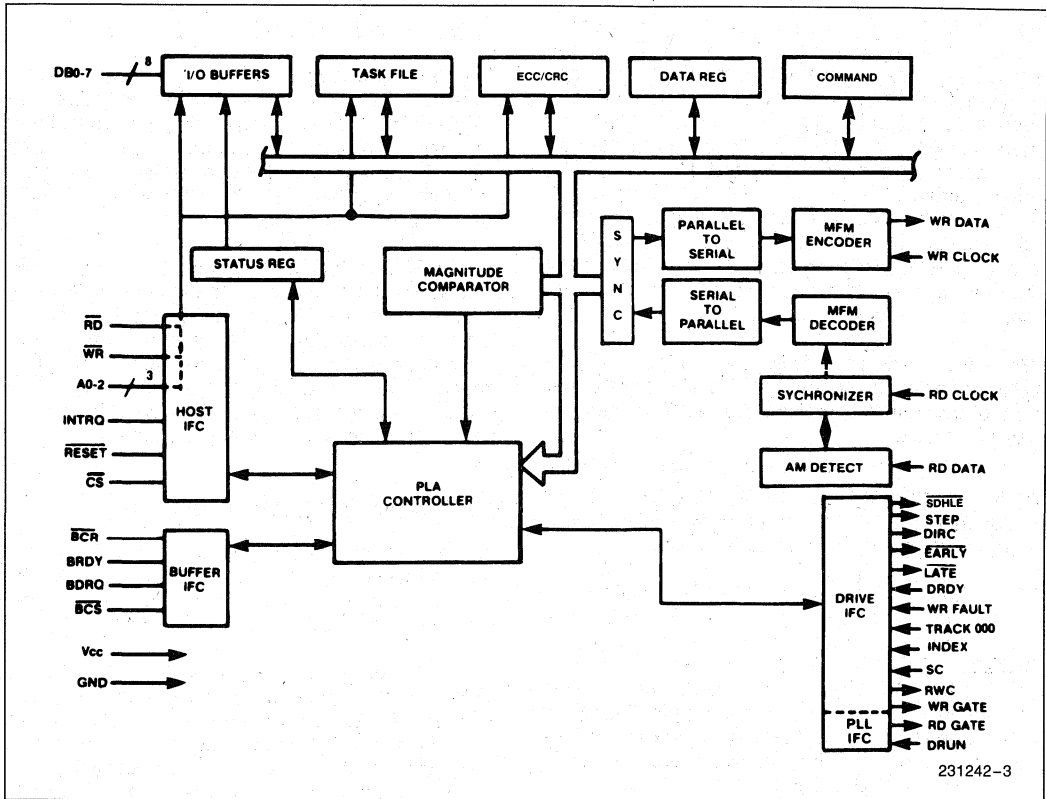 DB0-7
8
I/O BUFFERS
TASK FILE
ECC/CRC
DATA REG
COMMAND
STATUS REG
MAGNITUDE
COMPARATOR
S
Y
N
C
PARALLEL
TO
SERIAL
MFM
ENCODER
WR DATA
WR CLOCK
SERIAL
TO
PARALLEL
MFM
DECODER
SYCHRONIZER
RD CLOCK
AM DETECT
RD DATA
RD
WR
A0-2
3
INTRQ
RESET
CS
HOST
IFC
PLA
CONTROLLER
BCR
BRDY
BDRQ
BCS
BUFFER
IFC
Vcc
GND
DRIVE
IFC
PLL
IFC
SDHLE
STEP
DIRC
EARLY
LATE
DRDY
WR FAULT
TRACK 000
INDEX
SC
RWC
WR GATE
RD GATE
DRUN
231242-3